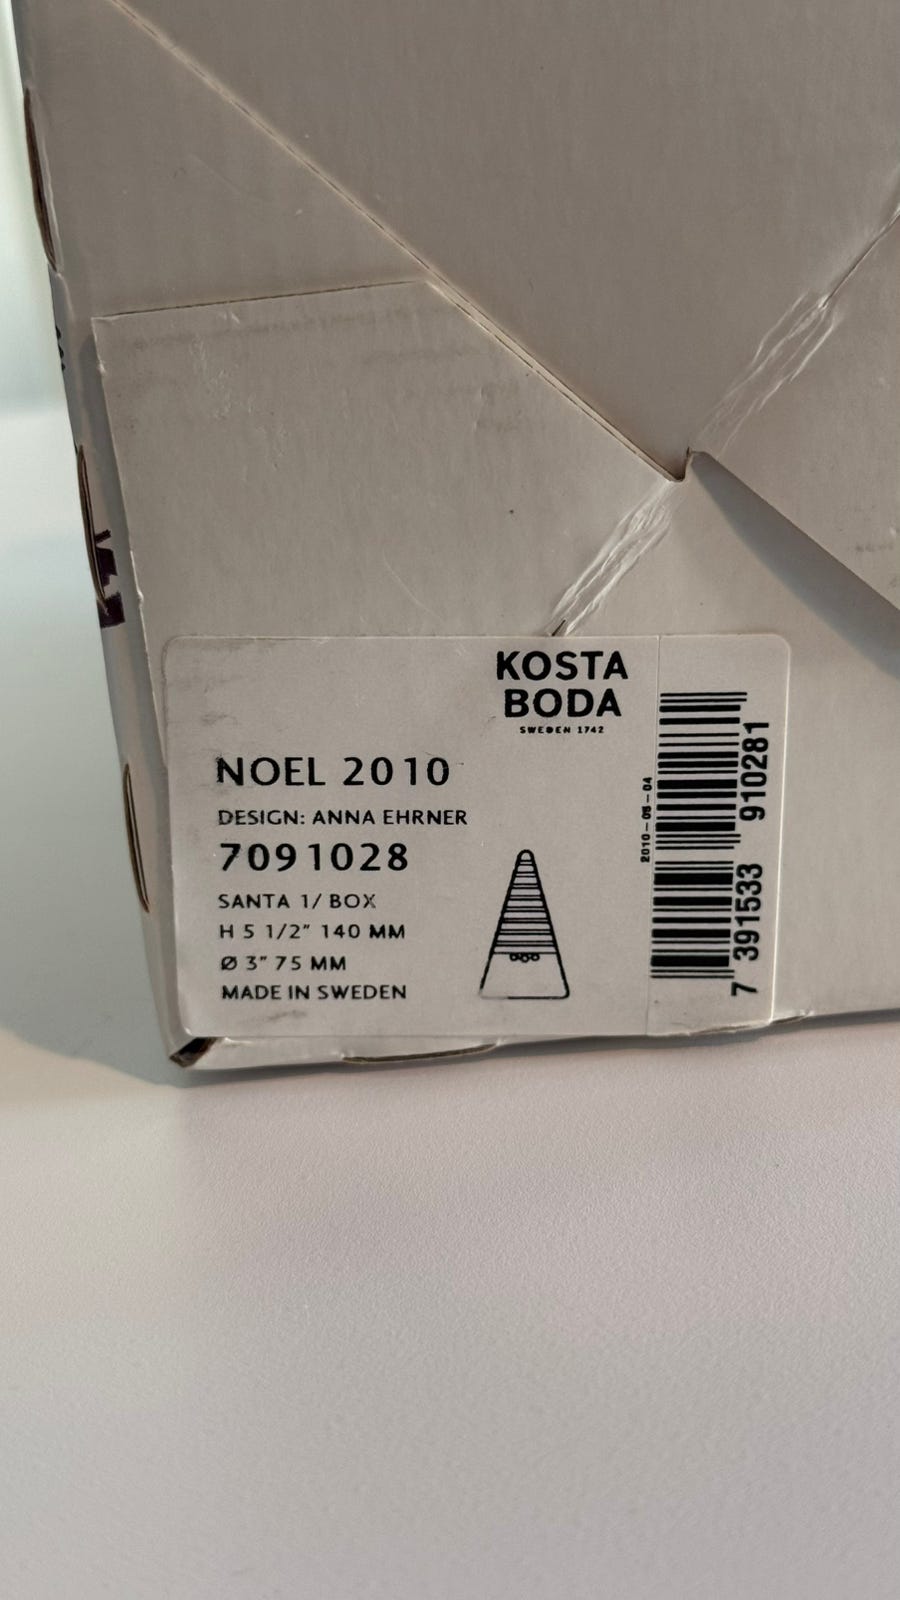 KOSTA
BODA
SWEDEN 1742
NOEL 2010
DESIGN: ANNA EHRNER
7091028
SANTA 1/ BOX
H 5 1/2" 140 MM
Ø 3" 75 MM
MADE IN SWEDEN
2010-05-04
7 391533 910281